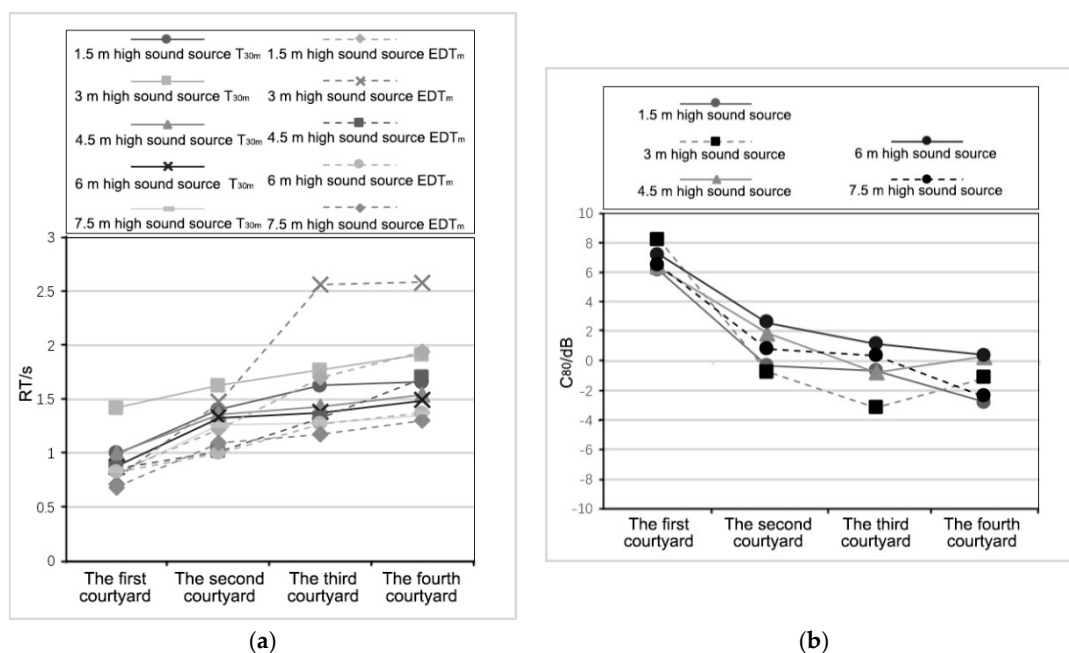 1.5 m high sound source T30m
1.5 m high sound source EDTm
3 m high sound source T30m
3 m high sound source EDTm
4.5 m high sound source T30m
4.5 m high sound source EDTm
6 m high sound source T30m
6 m high sound source EDTm
7.5 m high sound source T30m
7.5 m high sound source EDTm
RT/s
3
2.5
2
1.5
1
0.5
0
The first courtyard
The second courtyard
The third courtyard
The fourth courtyard
(a)
1.5 m high sound source
3 m high sound source
6 m high sound source
4.5 m high sound source
7.5 m high sound source
C80/dB
10
8
6
4
2
0
-2
-4
-6
-8
-10
The first courtyard
The second courtyard
The third courtyard
The fourth courtyard
(b)